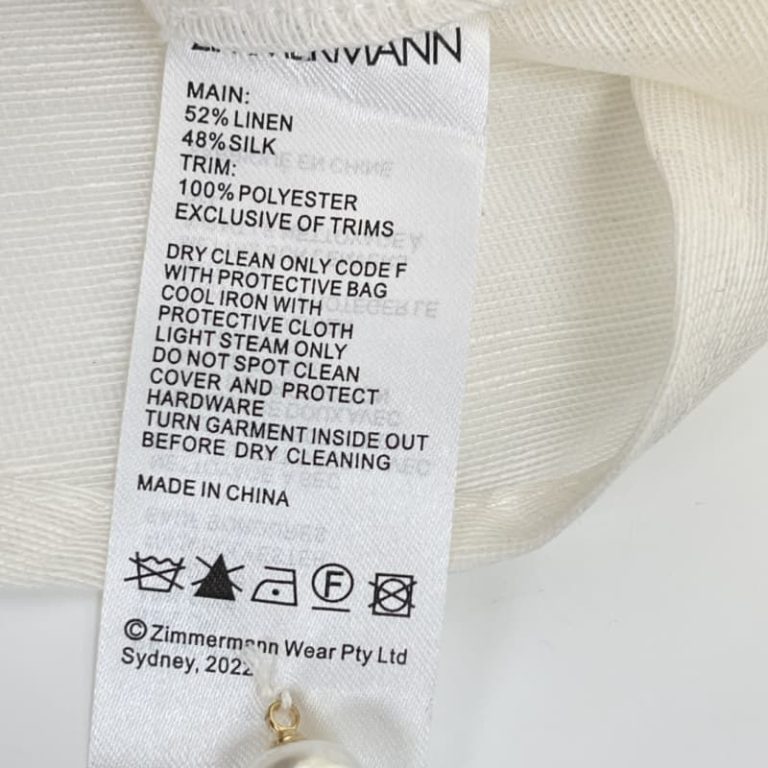 ZIMMERMANN
MAIN:
52% LINEN
48% SILK
TRIM:
100% POLYESTER
EXCLUSIVE OF TRIMS
DRY CLEAN ONLY CODE F
WITH PROTECTIVE BAG
COOL IRON WITH
PROTECTIVE CLOTH
LIGHT STEAM ONLY
DO NOT SPOT CLEAN
COVER AND PROTECT
HARDWARE
TURN GARMENT INSIDE OUT
BEFORE DRY CLEANING
MADE IN CHINA
F
© Zimmermann Wear Pty Ltd
Sydney, 2022